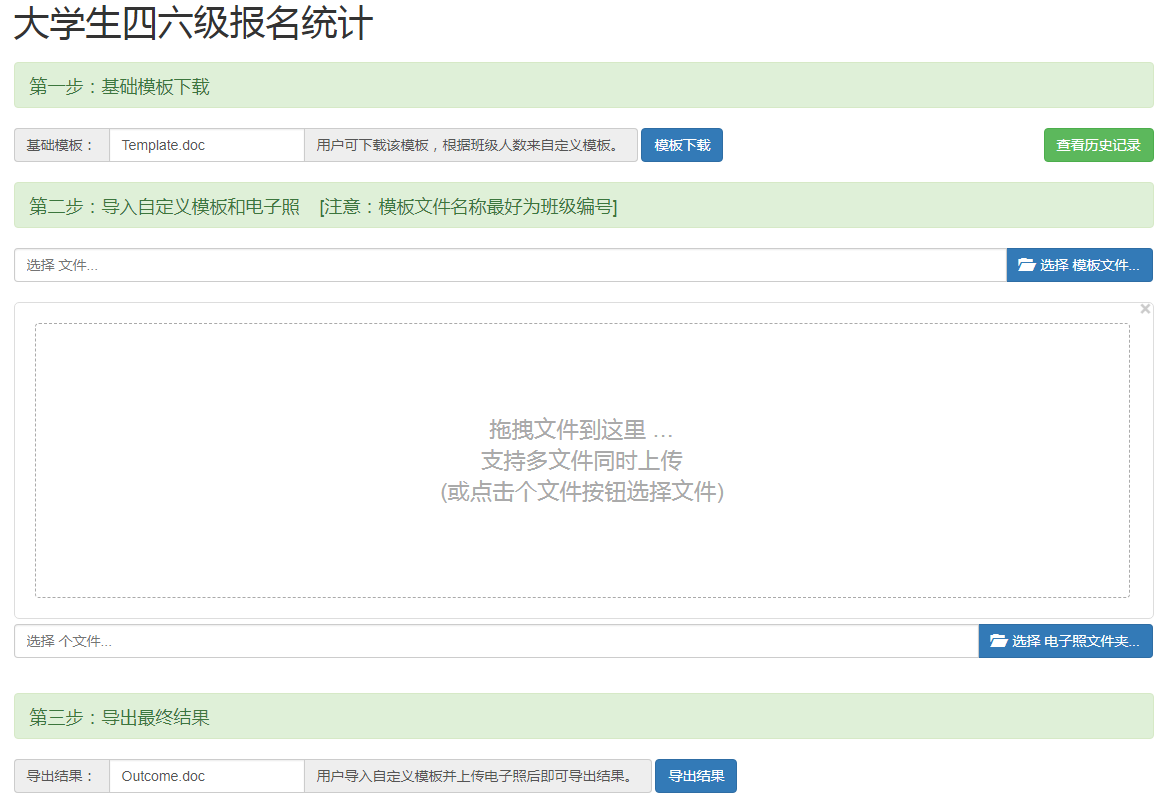 大学生四六级报名统计
第一步：基础模板下载
基础模板： Template.doc 用户可下载该模板，根据班级人数来自定义模板。 模板下载 查看历史记录
第二步：导入自定义模板和电子照 [注意：模板文件名称最好为班级编号]
选择 文件... 选择 模板文件...
×
拖拽文件到这里 …
支持多文件同时上传
(或点击个文件按钮选择文件)
选择 个文件... 选择 电子照文件夹...
第三步：导出最终结果
导出结果： Outcome.doc 用户导入自定义模板并上传电子照后即可导出结果。 导出结果